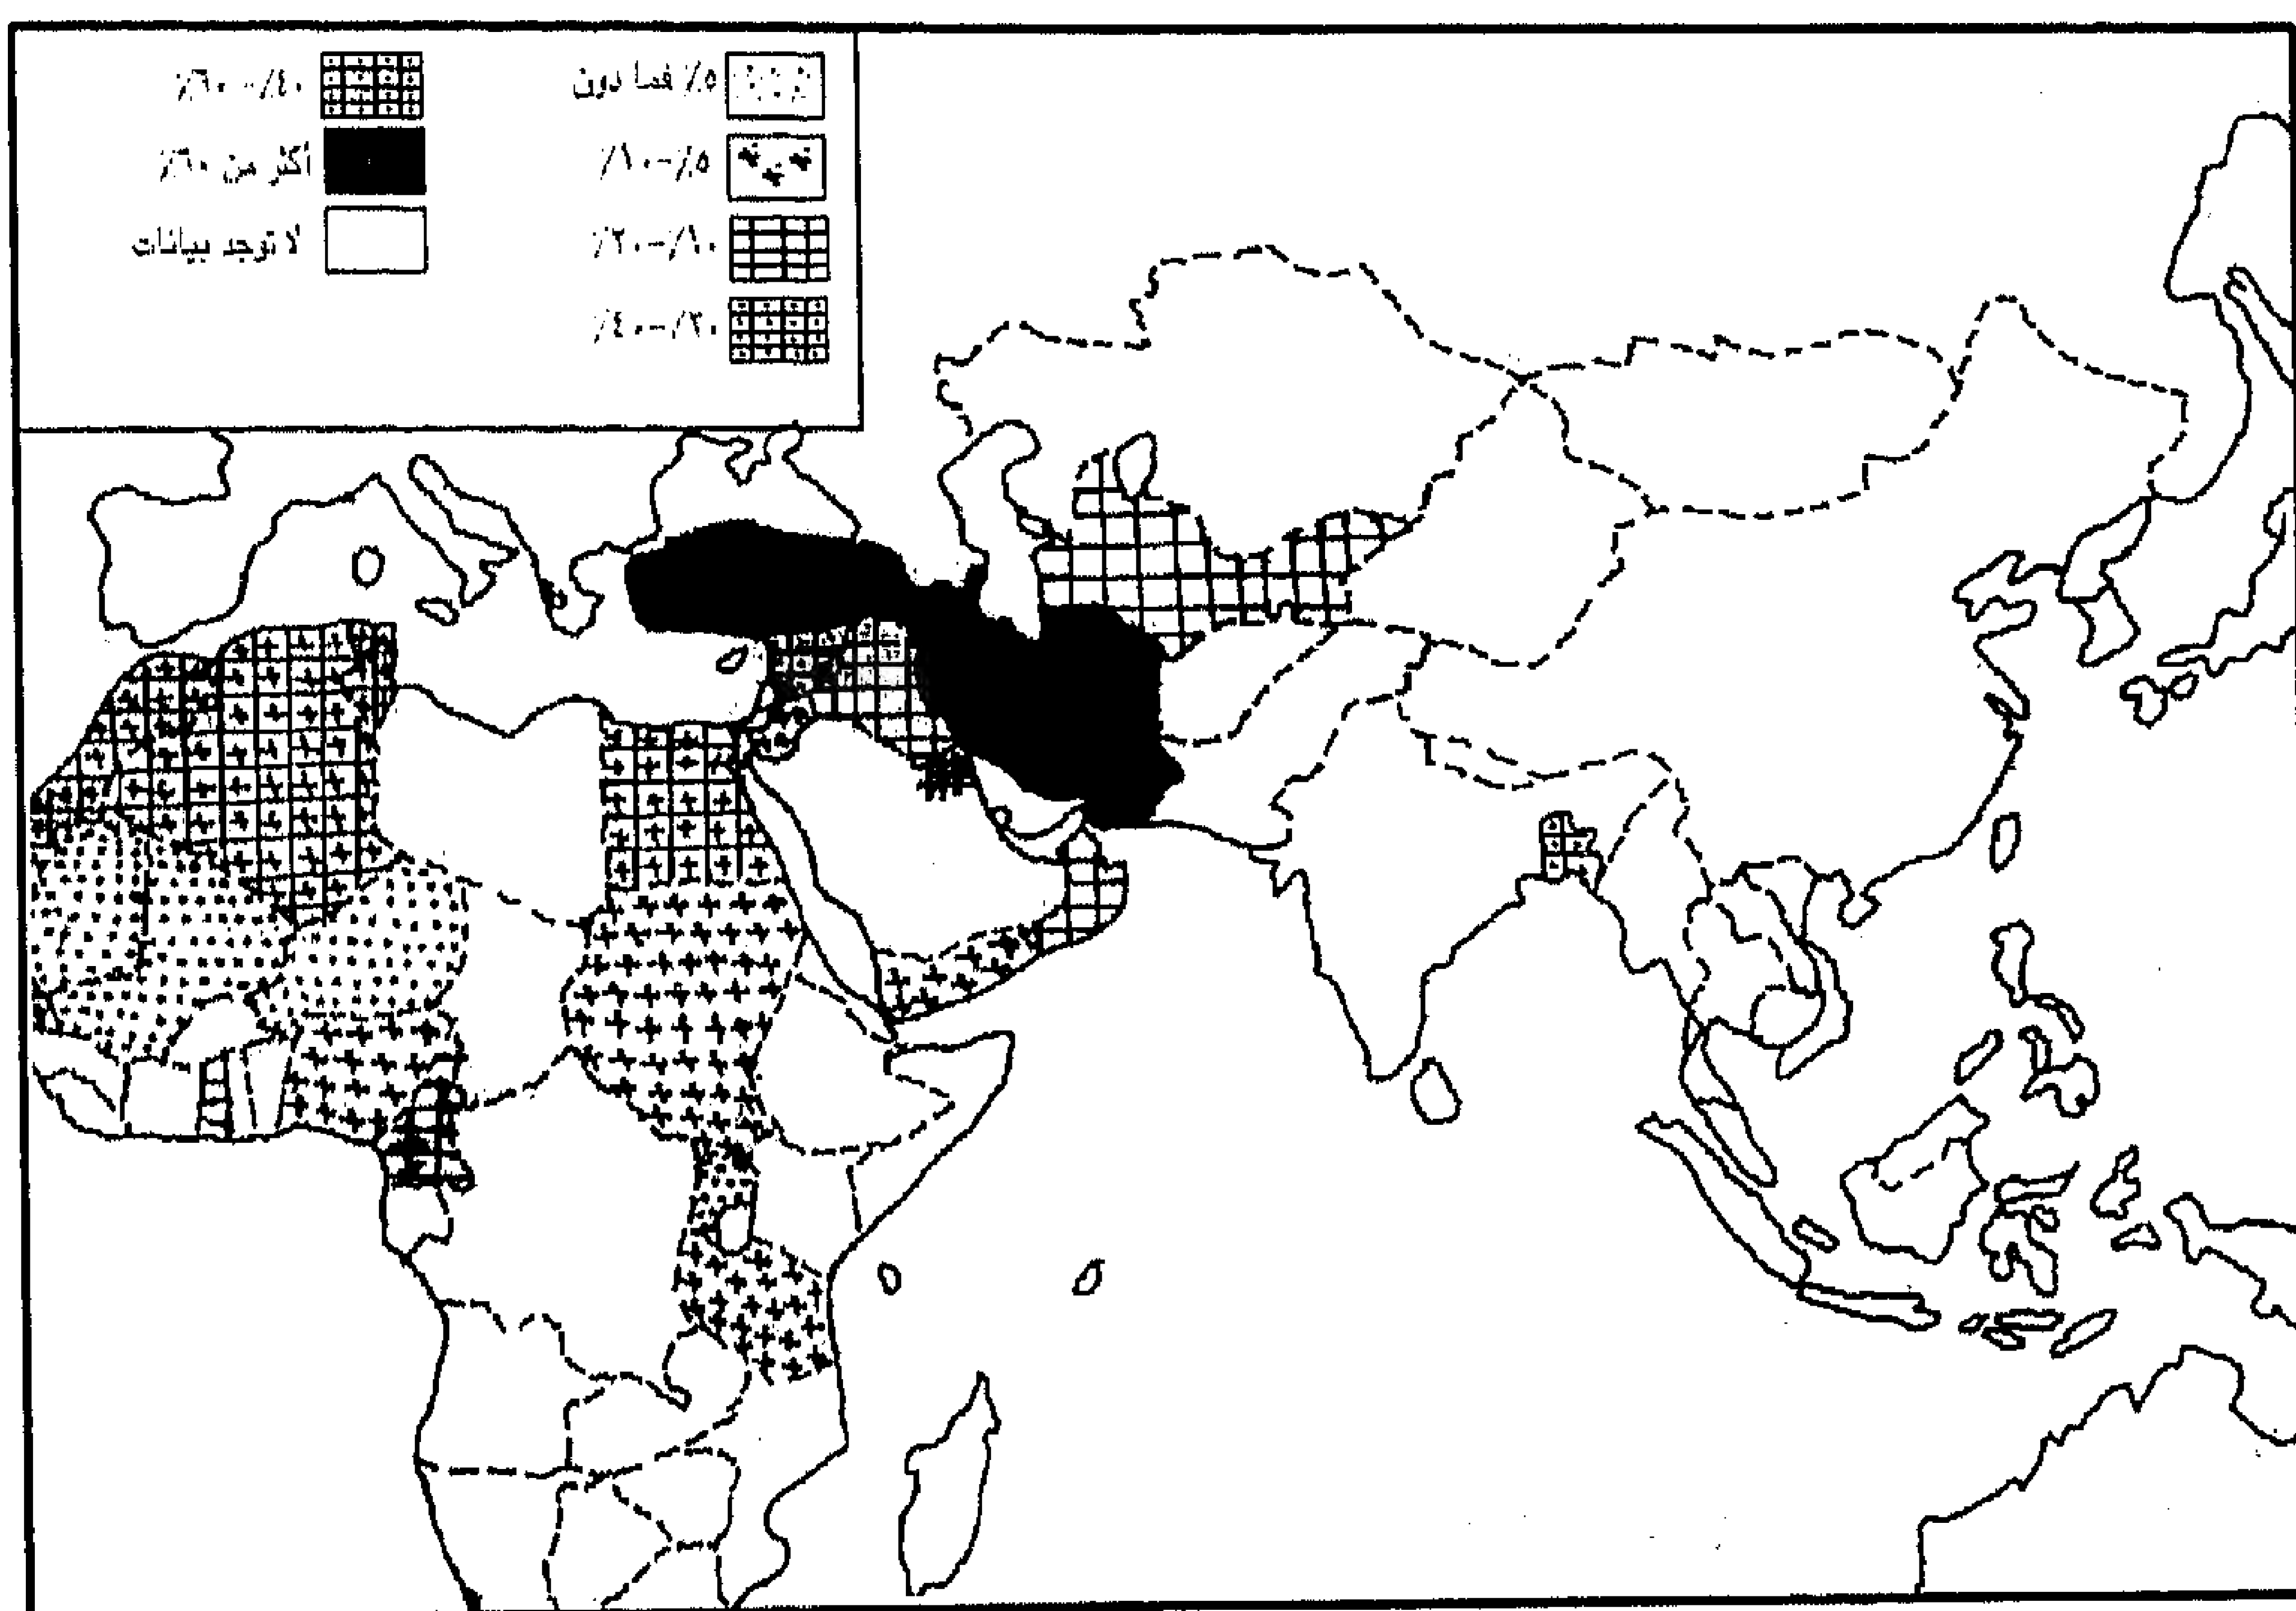 ٥٪ فما دون
٥٪-١٠٪
١٠٪-٢٠٪
٢٠٪-٤٠٪
٤٠٪-٦٠٪
أكثر من ٦٠٪
لا توجد بيانات